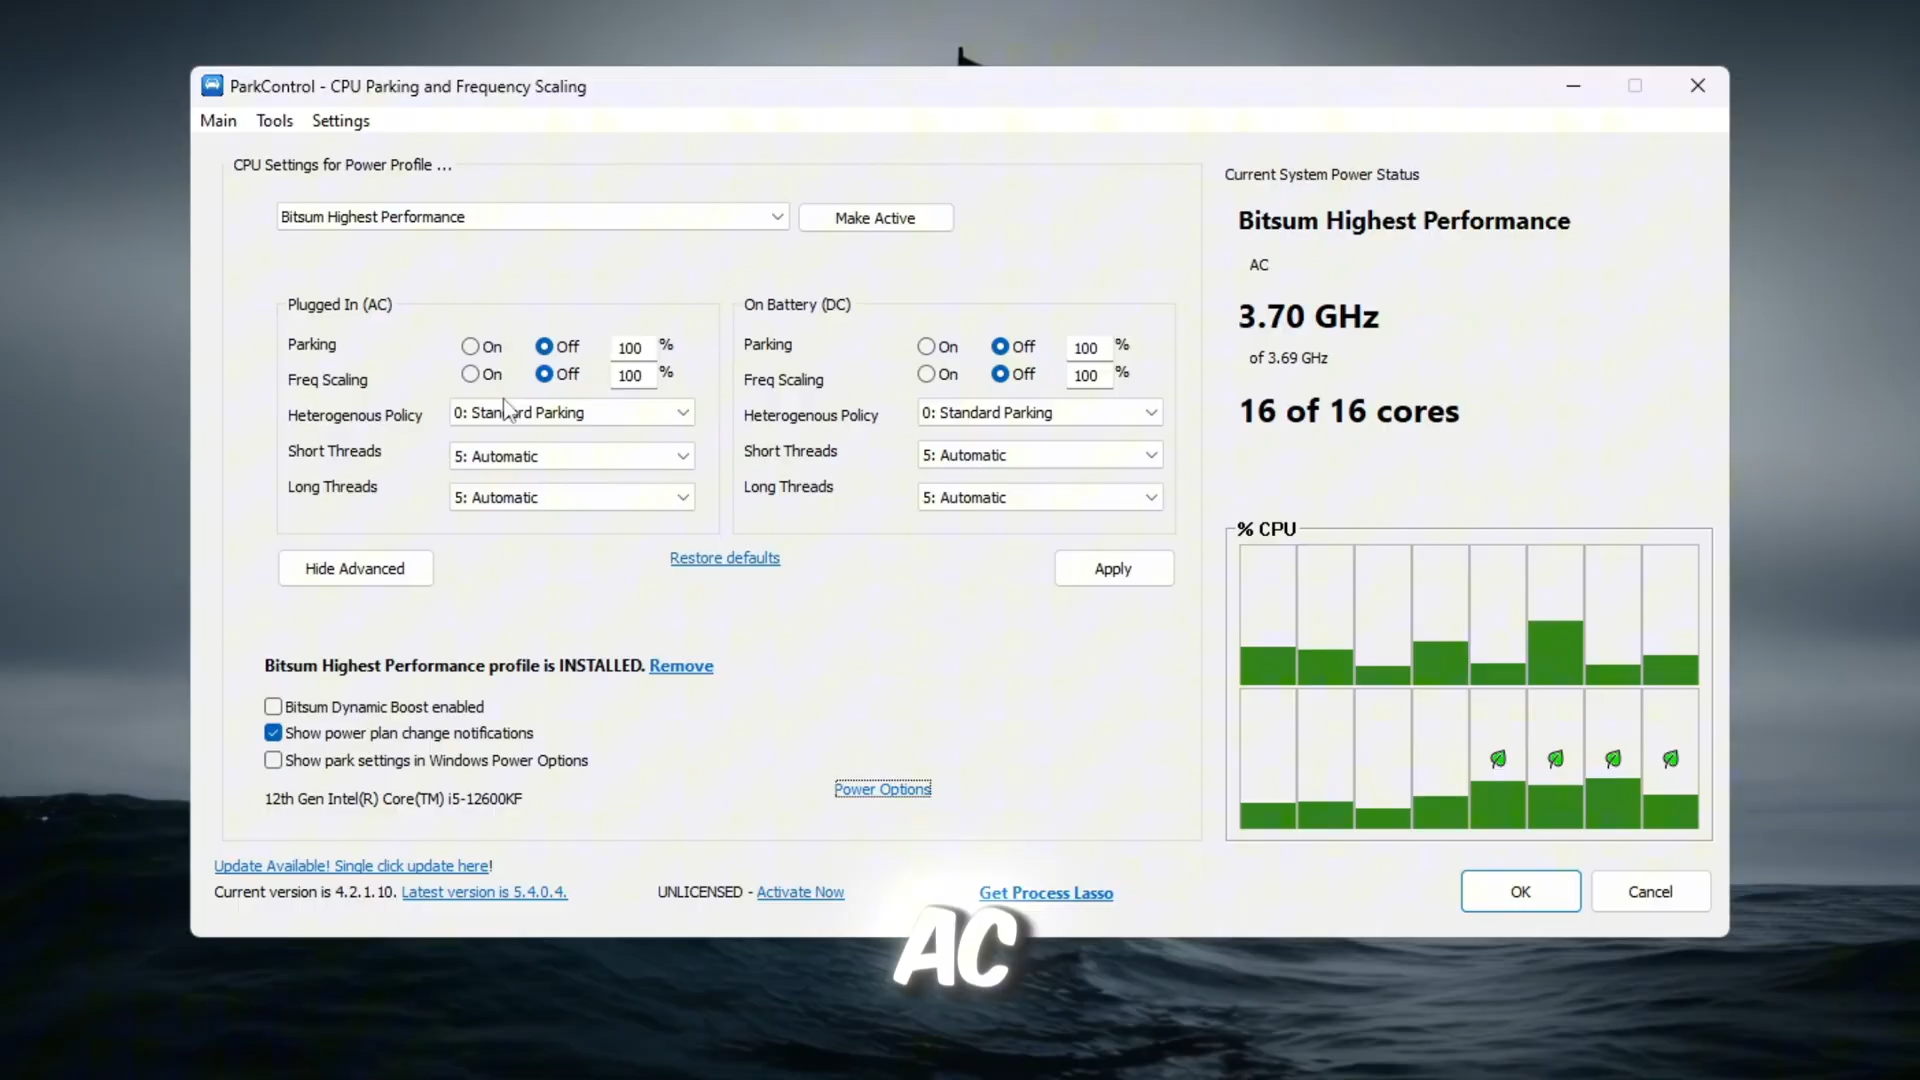 ParkControl - CPU Parking and Frequency Scaling
Main Tools Settings
CPU Settings for Power Profile ...
Bitsum Highest Performance
Make Active
Plugged In (AC)
Parking On Off 100 %
Freq Scaling On Off 100 %
Heterogenous Policy 0: Standard Parking
Short Threads 5: Automatic
Long Threads 5: Automatic
On Battery (DC)
Parking On Off 100 %
Freq Scaling On Off 100 %
Heterogenous Policy 0: Standard Parking
Short Threads 5: Automatic
Long Threads 5: Automatic
Hide Advanced
Restore defaults
Apply
Bitsum Highest Performance profile is INSTALLED. Remove
Bitsum Dynamic Boost enabled
Show power plan change notifications
Show park settings in Windows Power Options
12th Gen Intel(R) Core(TM) i5-12600KF
Power Options
Current System Power Status
Bitsum Highest Performance
AC
3.70 GHz
of 3.69 GHz
16 of 16 cores
% CPU
Update Available! Single click update here!
Current version is 4.2.1.10. Latest version is 5.4.0.4.
UNLICENSED - Activate Now
Get Process Lasso
OK
Cancel
AC